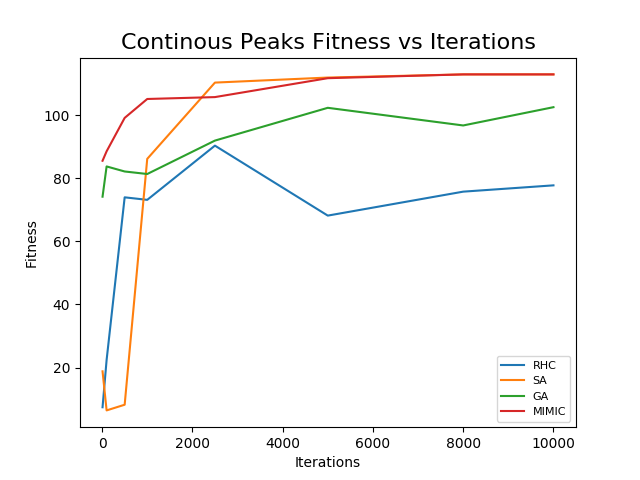 Continous Peaks Fitness vs Iterations
100
80
60
40
20
Fitness
0 2000 4000 6000 8000 10000
Iterations
RHC
SA
GA
MIMIC